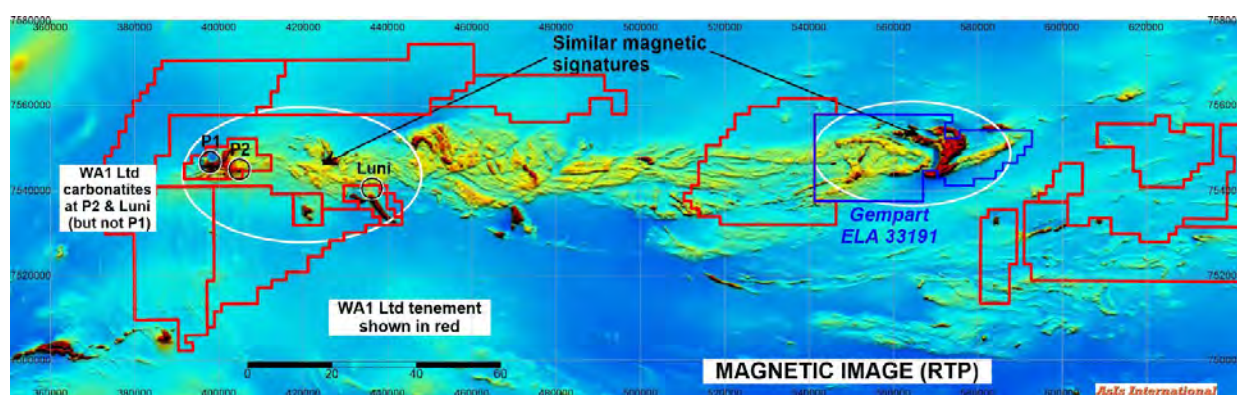 360000 380000 400000 420000 440000 460000 480000 500000 520000 540000 560000 580000 600000 620000
7580000
Similar magnetic
signatures
7560000
P1
P2
Luni
WA1 Ltd
carbonatites
at P2 & Luni
(but not P1)
7540000
Gempart
ELA 33191
7520000
WA1 Ltd tenement
shown in red
0 20 40 60
MAGNETIC IMAGE (RTP)
AsIs International